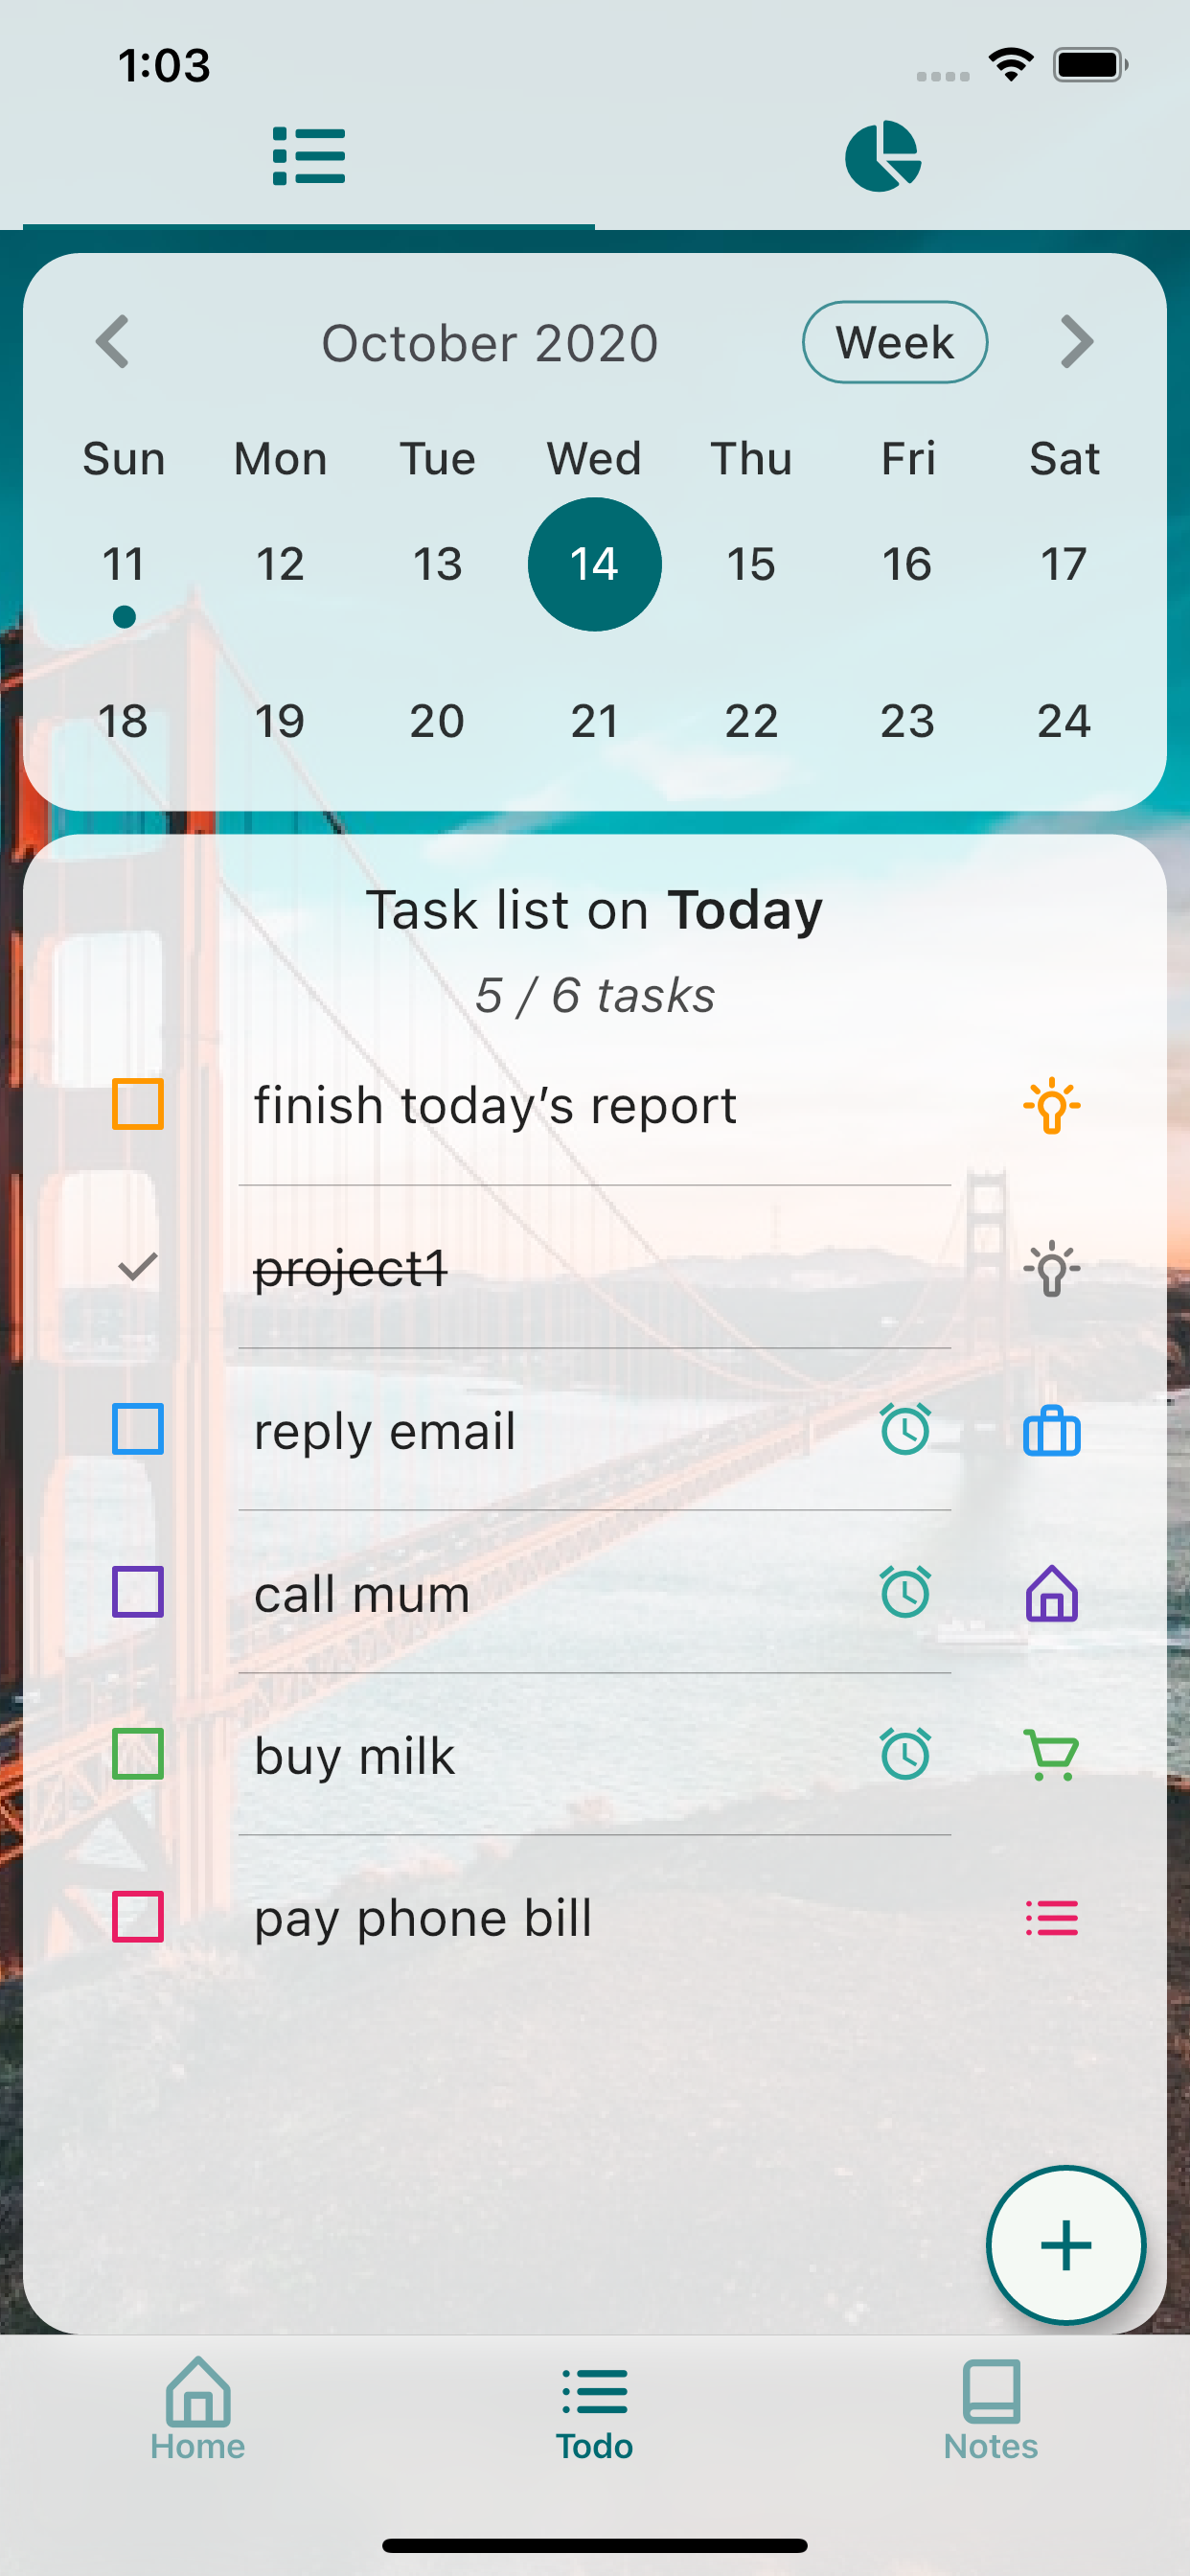 1:03
October 2020 Week
Sun Mon Tue Wed Thu Fri Sat
11 12 13 14 15 16 17
18 19 20 21 22 23 24
Task list on Today
5 / 6 tasks
finish today’s report
project1
reply email
call mum
buy milk
pay phone bill
Home Todo Notes